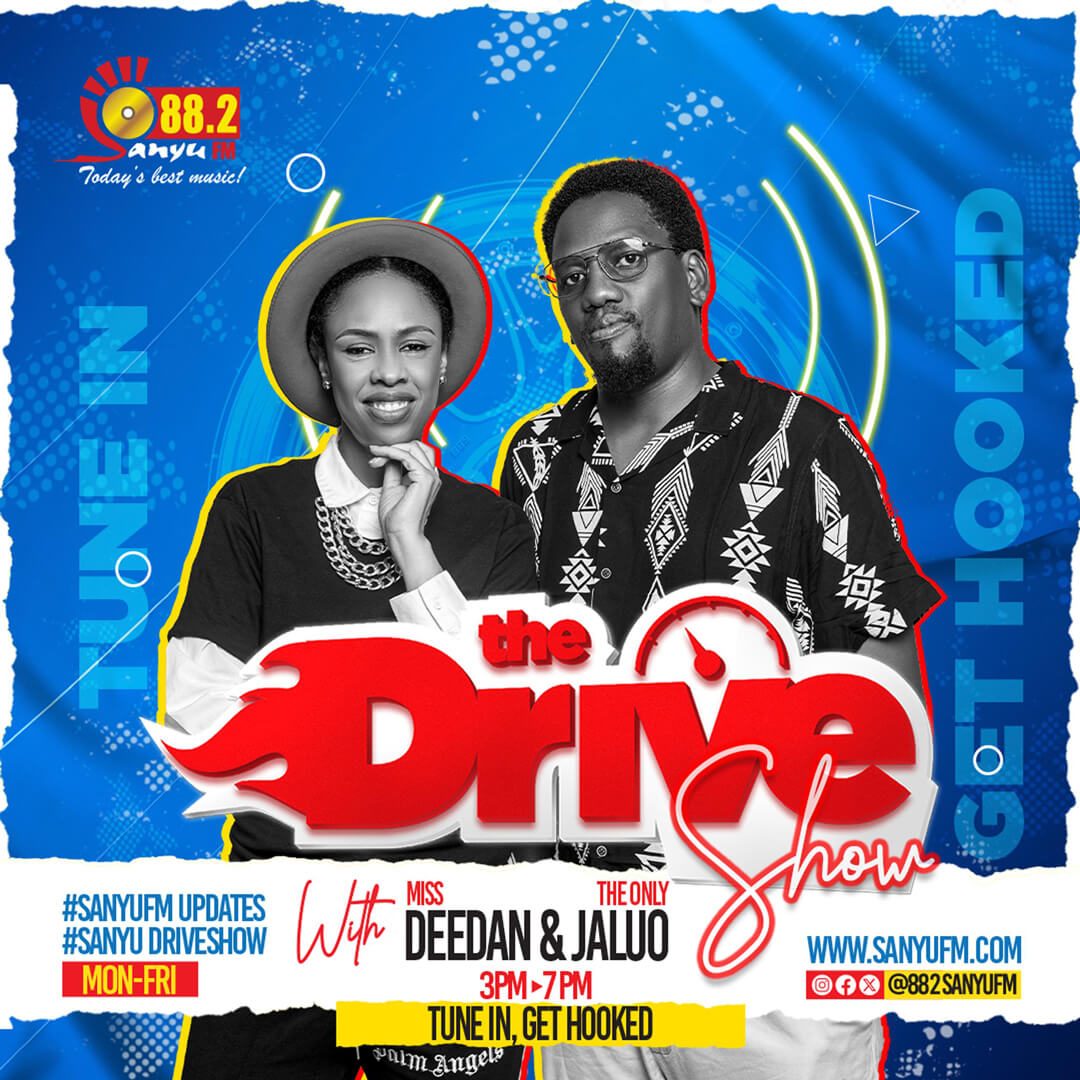 88.2
Sanyu FM
Today's best music!
TUNE IN
GET HOOKED
the
Drive
Show
#SANYUFM UPDATES
#SANYU DRIVESHOW
MON-FRI
With
MISS
DEEDAN & JALUO
THE ONLY
3PM ▸ 7 PM
TUNE IN, GET HOOKED
WWW.SANYUFM.COM
@882SANYUFM
Palm Angels